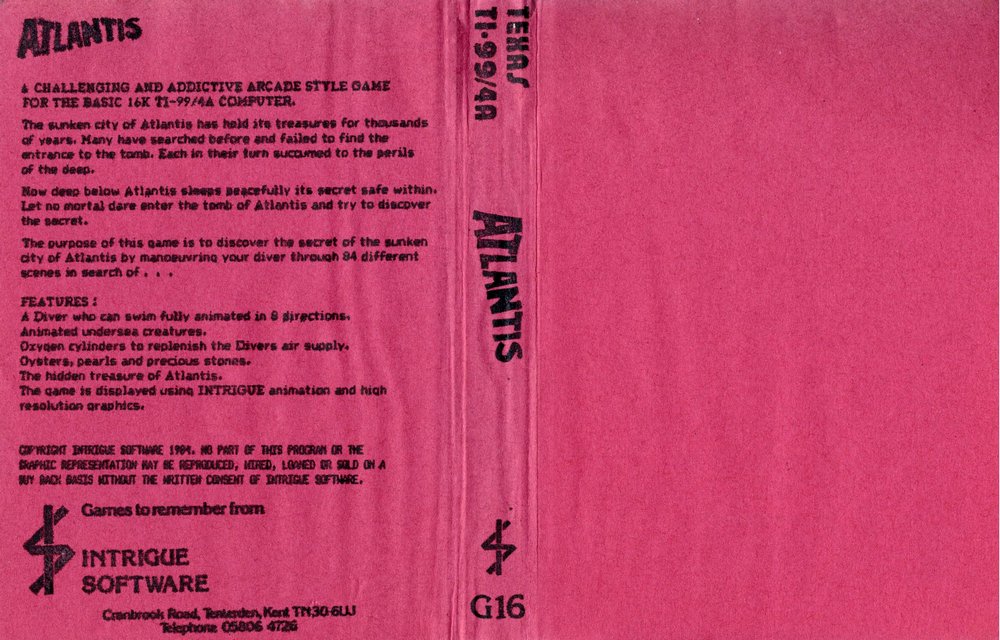 ATLANTIS
A CHALLENGING AND ADDICTIVE ARCADE STYLE GAME
FOR THE BASIC 16K TI-99/4A COMPUTER.
The sunken city of Atlantis has held its treasures for thousands
of years. Many have searched before and failed to find the
entrance to the tomb. Each in their turn succumed to the perils
of the deep.
Now deep below Atlantis sleeps peacefully its secret safe within.
Let no mortal dare enter the tomb of Atlantis and try to discover
the secret.
The purpose of this game is to discover the secret of the sunken
city of Atlantis by manoeuvring your diver through 84 different
scenes in search of . . .
FEATURES :
A Diver who can swim fully animated in 8 directions.
Animated undersea creatures.
Oxygen cylinders to replenish the Divers air supply.
Oysters, pearls and precious stones.
The hidden treasure of Atlantis.
The game is displayed using INTRIGUE animation and high
resolution graphics.
COPYRIGHT INTRIGUE SOFTWARE 1984. NO PART OF THIS PROGRAM OR THE
GRAPHIC REPRESENTATION MAY BE REPRODUCED, HIRED, LOANED OR SOLD ON A
BUY BACK BASIS WITHOUT THE WRITTEN CONSENT OF INTRIGUE SOFTWARE.
Games to remember from
INTRIGUE
SOFTWARE
Cranbrook Road, Tenterden, Kent TN30 6UJ
Telephone 05806 4726
TEXAS
TI-99/4A
ATLANTIS
G16